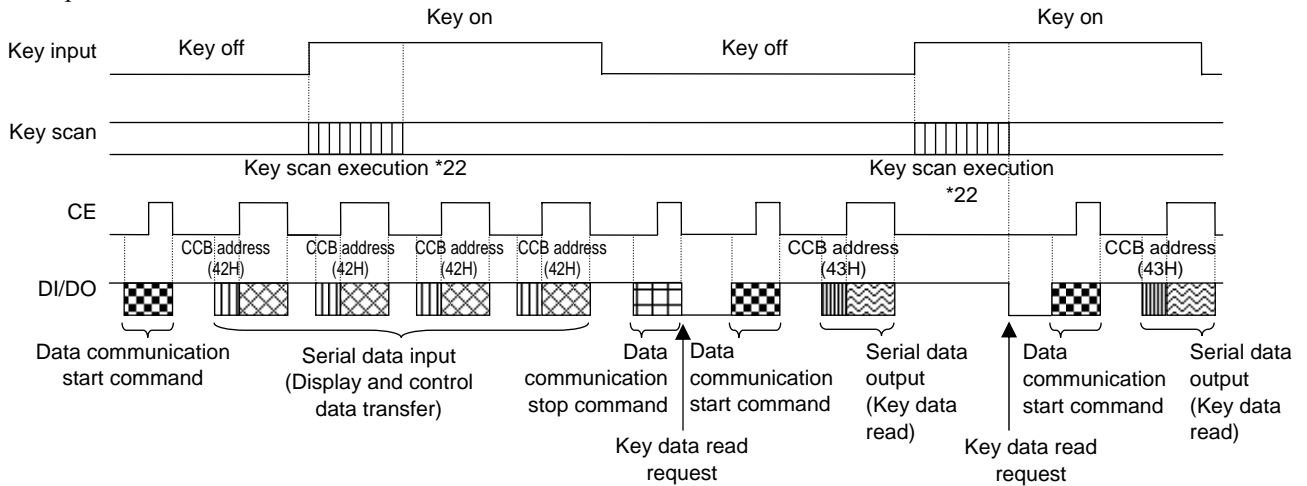 Key on
Key on
Key input
Key off
Key off
Key scan
Key scan execution *22
Key scan execution
*22
CE
CCB address
(42H)
CCB address
(42H)
CCB address
(42H)
CCB address
(42H)
CCB address
(43H)
CCB address
(43H)
DI/DO
Data communication
start command
Serial data input
(Display and control
data transfer)
Data
communication
stop command
Data
communication
start command
Serial data
output
(Key data
read)
Data
communication
start command
Serial data
output
(Key data
read)
Key data read
request
Key data read
request